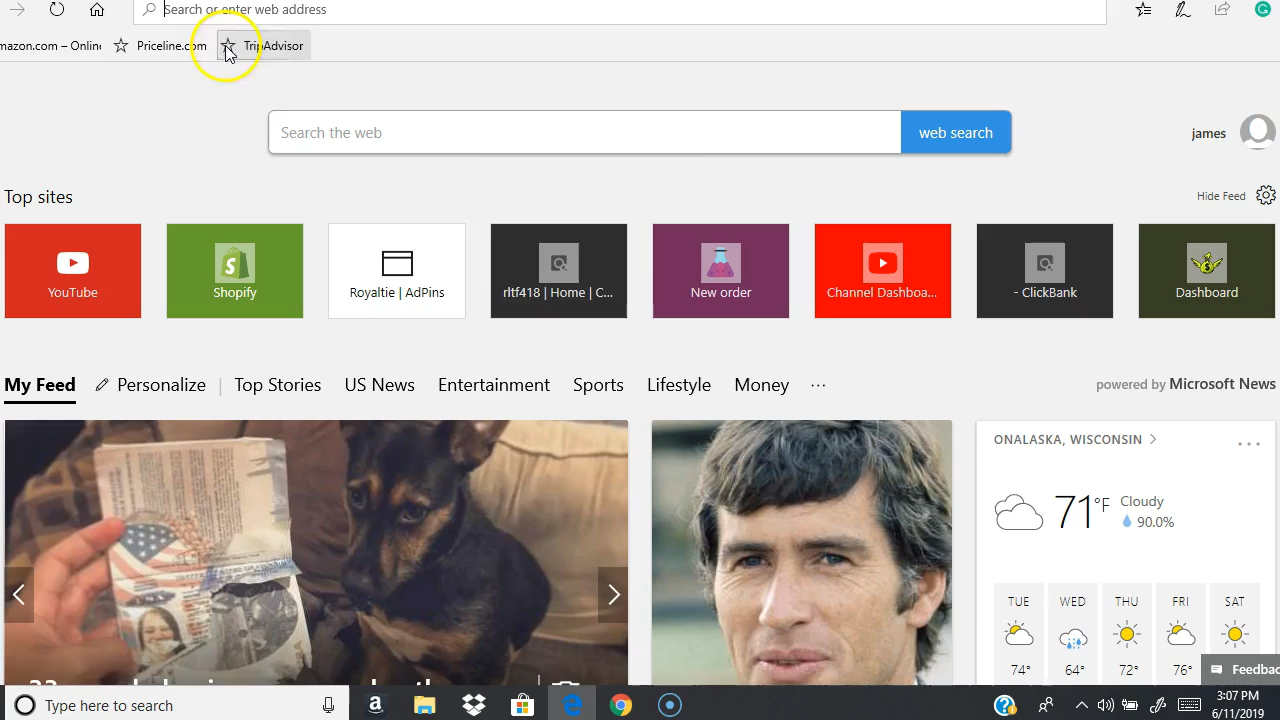 Search or enter web address
mazon.com – Onlin
Priceline.com
TripAdvisor
Search the web
web search
james
Top sites
Hide Feed
YouTube
Shopify
Royaltie | AdPins
rltf418 | Home | C...
New order
Channel Dashboa...
- ClickBank
Dashboard
My Feed
Personalize
Top Stories
US News
Entertainment
Sports
Lifestyle
Money
...
powered by Microsoft News
ONALASKA, WISCONSIN
71°F
Cloudy
90.0%
TUE
WED
THU
FRI
SAT
74°
64°
72°
76°
Feedbac
Type here to search
3:07 PM
6/11/2019